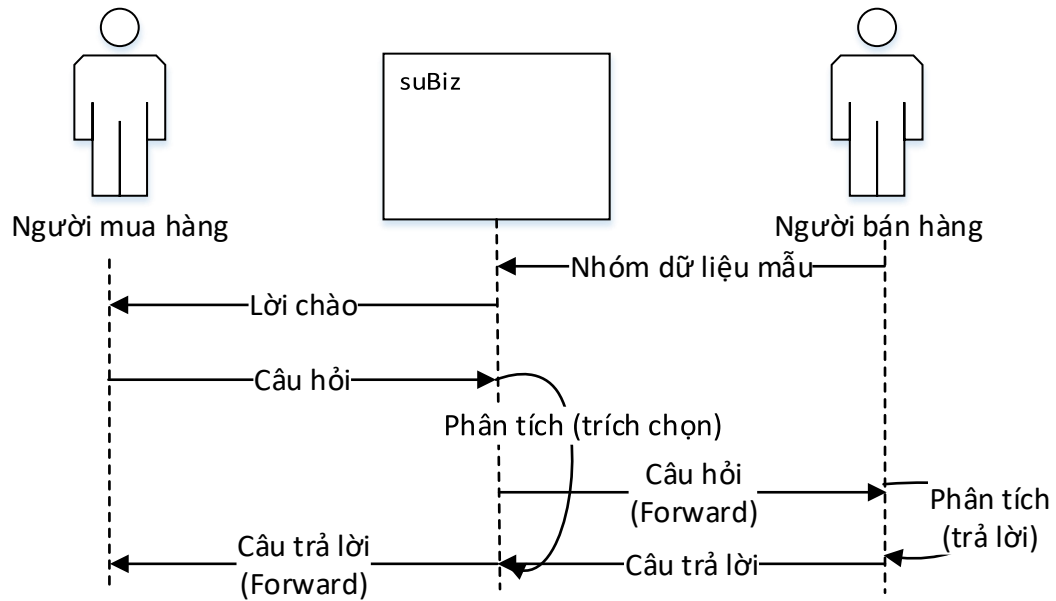 suBiz
Người mua hàng
Người bán hàng
Nhóm dữ liệu mẫu
Lời chào
Câu hỏi
Phân tích (trích chọn)
Câu hỏi
(Forward)
Phân tích
(trả lời)
Câu trả lời
(Forward)
Câu trả lời